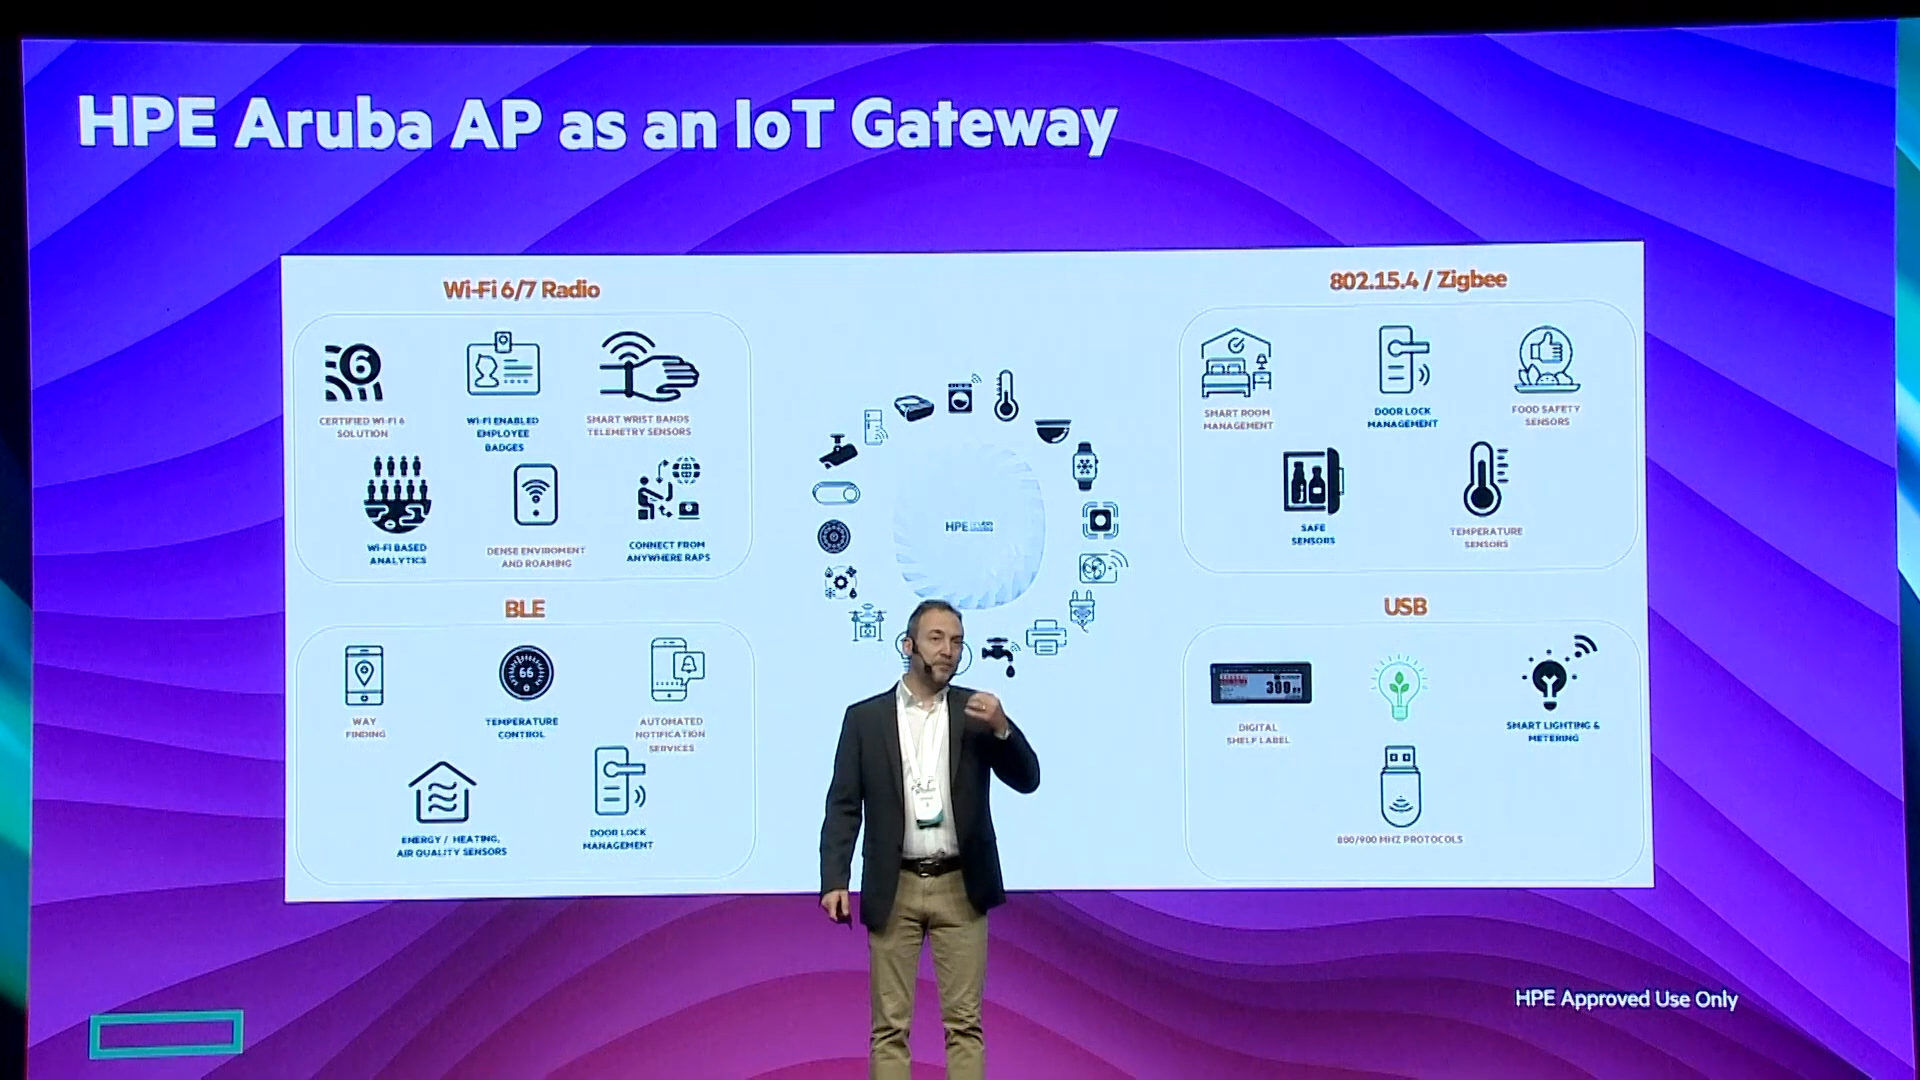 HPE Aruba AP as an IoT Gateway
Wi-Fi 6/7 Radio
6
CERTIFIED WI-FI 6
SOLUTION
WI-FI ENABLED
EMPLOYEE
BADGES
SMART WRIST BANDS
TELEMETRY SENSORS
WI-FI BASED
ANALYTICS
DENSE ENVIROMENT
AND ROAMING
CONNECT FROM
ANYWHERE RAPS
BLE
WAY
FINDING
66
TEMPERATURE
CONTROL
AUTOMATED
NOTIFICATION
SERVICES
ENERGY / HEATING,
AIR QUALITY SENSORS
DOOR LOCK
MANAGEMENT
HPE
802.15.4 / Zigbee
SMART ROOM
MANAGEMENT
DOOR LOCK
MANAGEMENT
FOOD SAFETY
SENSORS
SAFE
SENSORS
TEMPERATURE
SENSORS
USB
399
DIGITAL
SHELF LABEL
SMART LIGHTING &
METERING
800/900 MHZ PROTOCOLS
HPE Approved Use Only